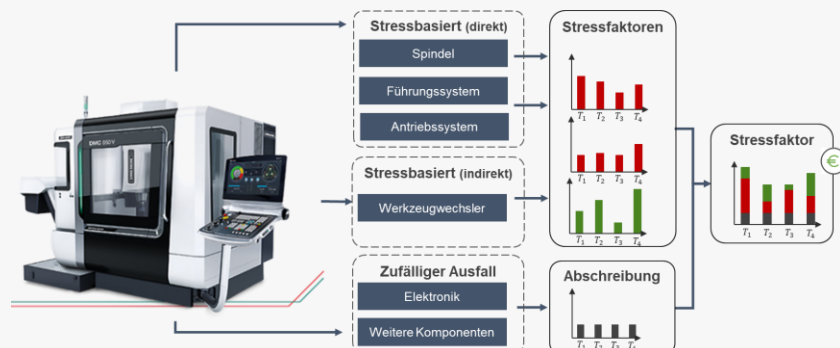 Stressbasiert (direkt)
Spindel
Führungssystem
Antriebssystem
Stressbasiert (indirekt)
Werkzeugwechsler
Zufälliger Ausfall
Elektronik
Weitere Komponenten
Stressfaktoren
T1 T2 T3 T4
T1 T2 T3 T4
T1 T2 T3 T4
Abschreibung
T1 T2 T3 T4
Stressfaktor
€
T1 T2 T3 T4
DMC 650 V